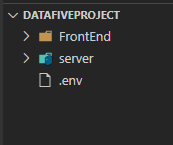 DATAFIVEPROJECT
FrontEnd
server
.env